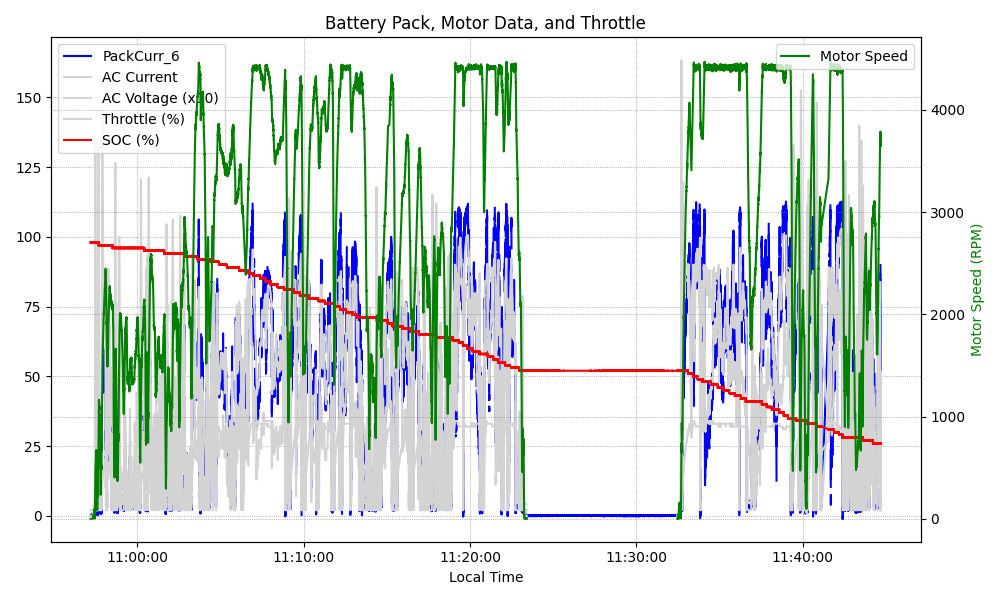 Battery Pack, Motor Data, and Throttle
PackCurr_6
AC Current
AC Voltage (x10)
Throttle (%)
SOC (%)
Motor Speed
150
125
100
75
50
25
0
4000
3000
2000
1000
0
Motor Speed (RPM)
11:00:00
11:10:00
11:20:00
11:30:00
11:40:00
Local Time